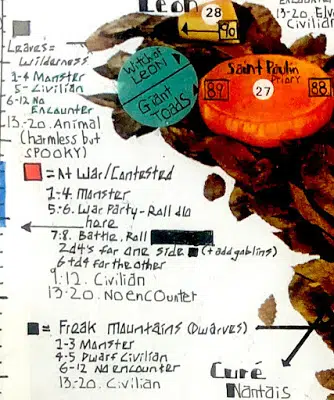 Leon
28
90
13-20. Elv
Civilian
Leaves=
Wilderness
1-4 Monster
5- Civilian
6-12 No
Encounter
13-20. Animal
(harmless but
SPOOKY)
Witch of
LEON
Giant
Toads
Saint Paulin
Priory
89
27
88
= At War/Contested
1-4. Monster
5-6. War Party-Roll d10
here
7-8. Battle. Roll
2d4's for one side (+add goblins)
6+d4 for the other
9-12. Civilian
13-20. No encounter
= Freak Mountains (Dwarves)
1-3 Monster
4-5 Dwarf Civilian
6-12 No encounter
13-20. Civilian
Curé
Nantais